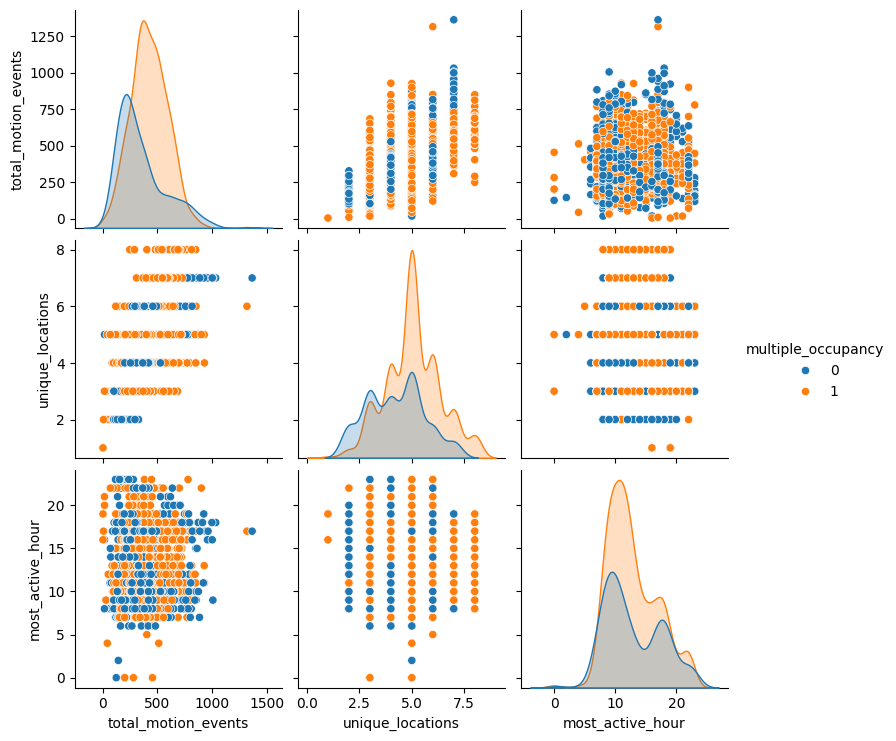 total_motion_events
1250
1000
750
500
250
0
unique_locations
8
6
4
2
multiple_occupancy
0
1
most_active_hour
20
15
10
5
0
0 500 1000 1500
0.0 2.5 5.0 7.5
0 10 20
total_motion_events unique_locations most_active_hour